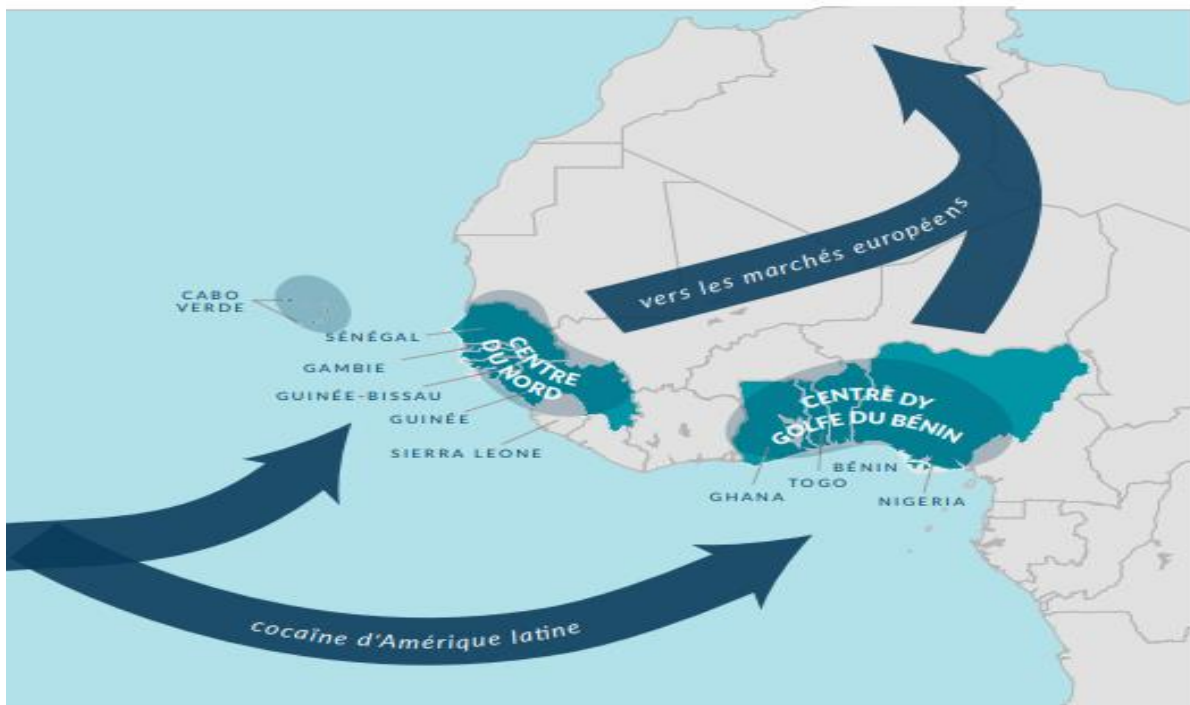 vers les marchés européens
CABO
VERDE
SÉNÉGAL
GAMBIE
GUINÉE-BISSAU
GUINÉE
SIERRA LEONE
CENTRE
DU NORD
CENTRE DY
GOLFE DU BÉNIN
BÉNIN
TOGO
GHANA
NIGERIA
cocaïne d'Amérique latine